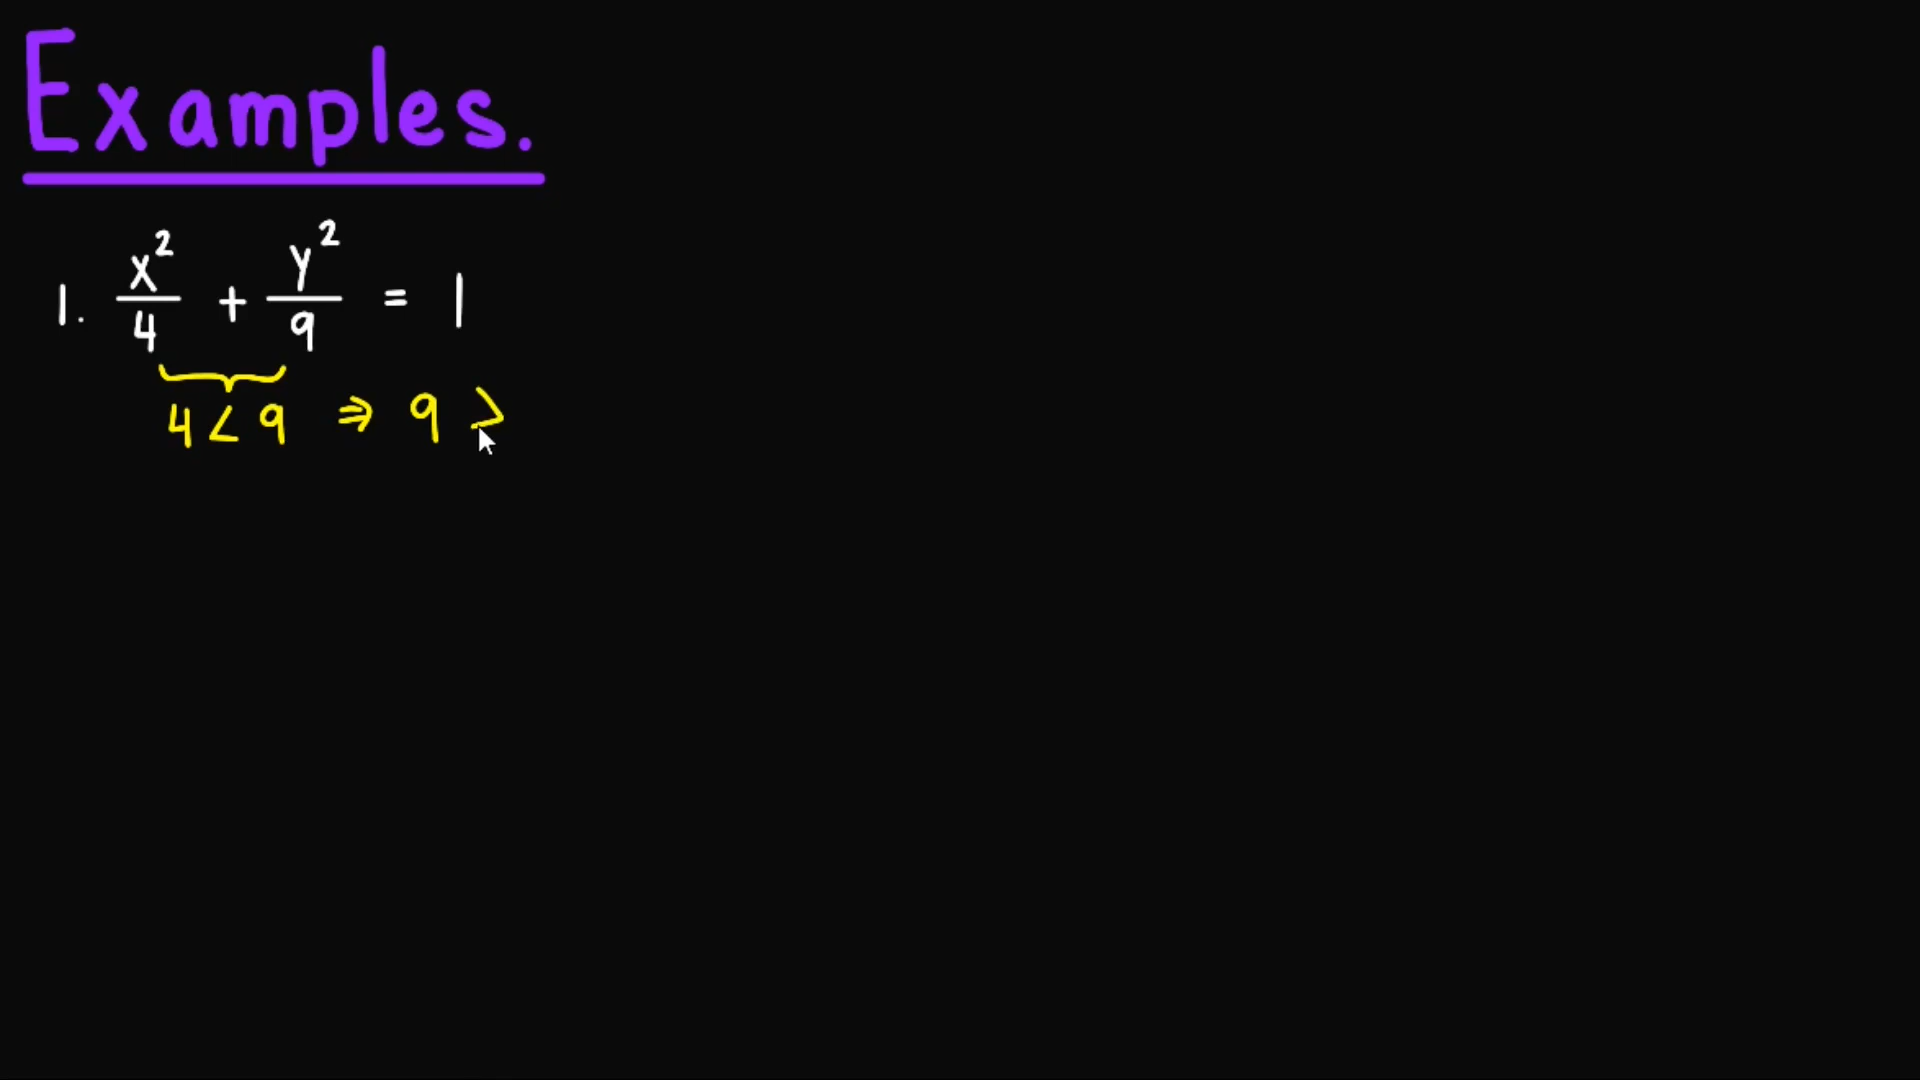 Examples.
1. x²/4 + y²/9 = 1
4 < 9 ⇒ 9 >